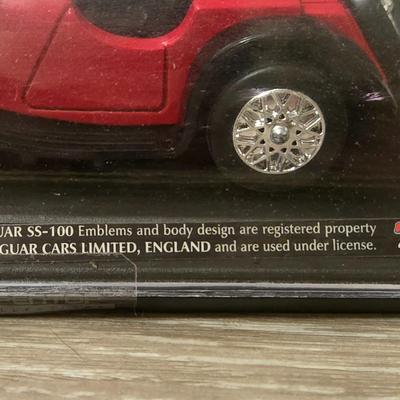 UAR SS-100 Emblems and body design are registered property
GUAR CARS LIMITED, ENGLAND and are used under license.